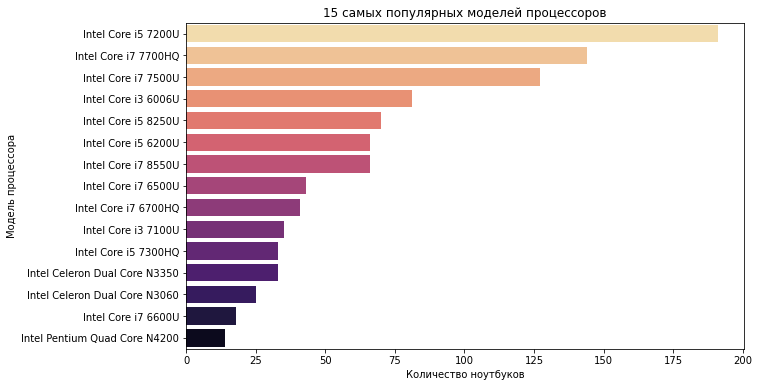 15 самых популярных моделей процессоров
Модель процессора
Intel Core i5 7200U
Intel Core i7 7700HQ
Intel Core i7 7500U
Intel Core i3 6006U
Intel Core i5 8250U
Intel Core i5 6200U
Intel Core i7 8550U
Intel Core i7 6500U
Intel Core i7 6700HQ
Intel Core i3 7100U
Intel Core i5 7300HQ
Intel Celeron Dual Core N3350
Intel Celeron Dual Core N3060
Intel Core i7 6600U
Intel Pentium Quad Core N4200
0 25 50 75 100 125 150 175 200
Количество ноутбуков